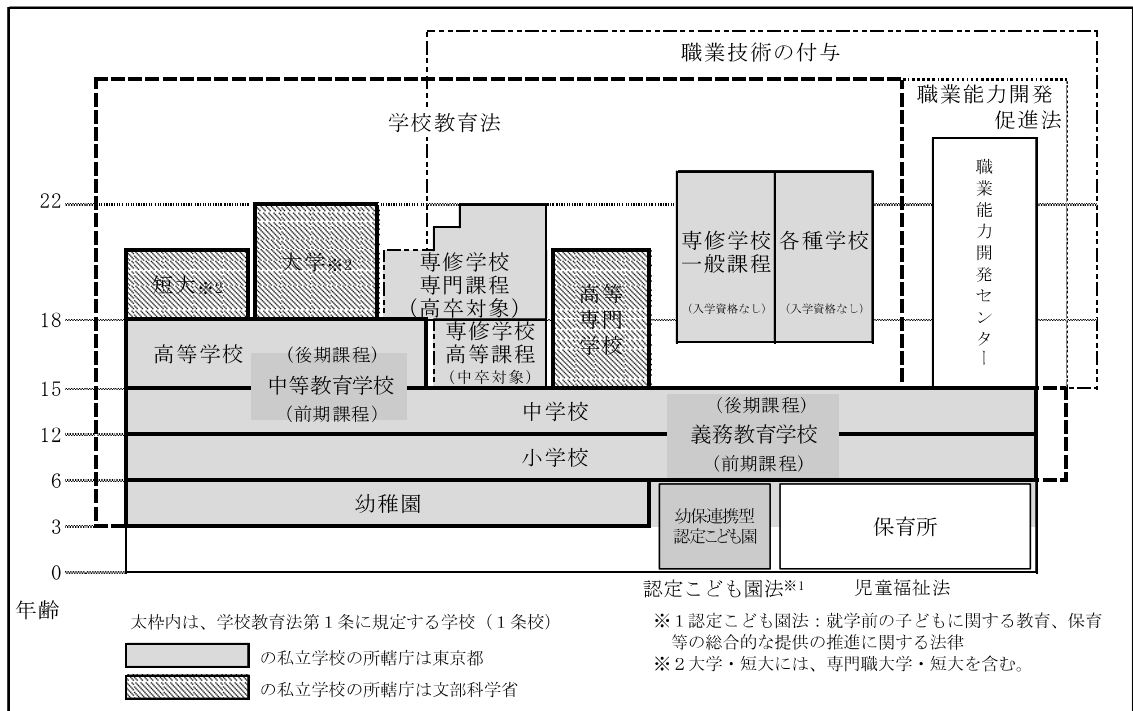 職業技術の付与
職業能力開発
促進法
学校教育法
22
18
15
12
6
3
0
年齢
短大※2
大学※2
専修学校
専門課程
(高卒対象)
専修学校
高等課程
(中卒対象)
高等
専門
学校
専修学校
一般課程
(入学資格なし)
各種学校
(入学資格なし)
職業能力開発センター
高等学校
(後期課程)
中等教育学校
(前期課程)
中学校
(後期課程)
義務教育学校
(前期課程)
小学校
幼稚園
幼保連携型
認定こども園
保育所
認定こども園法※1
児童福祉法
太枠内は、学校教育法第1条に規定する学校(1条校)
の私立学校の所轄庁は東京都
の私立学校の所轄庁は文部科学省
※1認定こども園法:就学前の子どもに関する教育、保育
等の総合的な提供の推進に関する法律
※2大学・短大には、専門職大学・短大を含む。